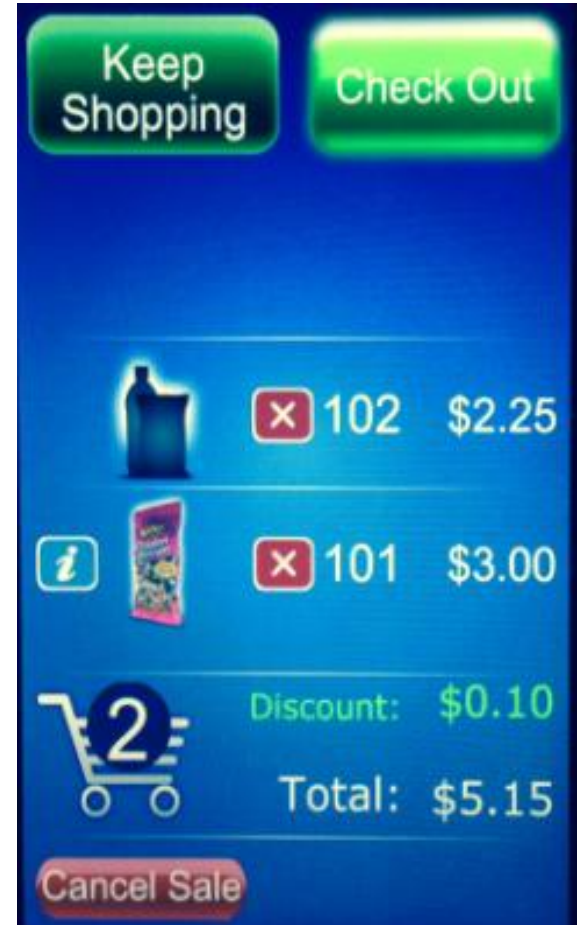 Keep
Shopping
Check Out
102 $2.25
i
101 $3.00
2
Discount: $0.10
Total: $5.15
Cancel Sale